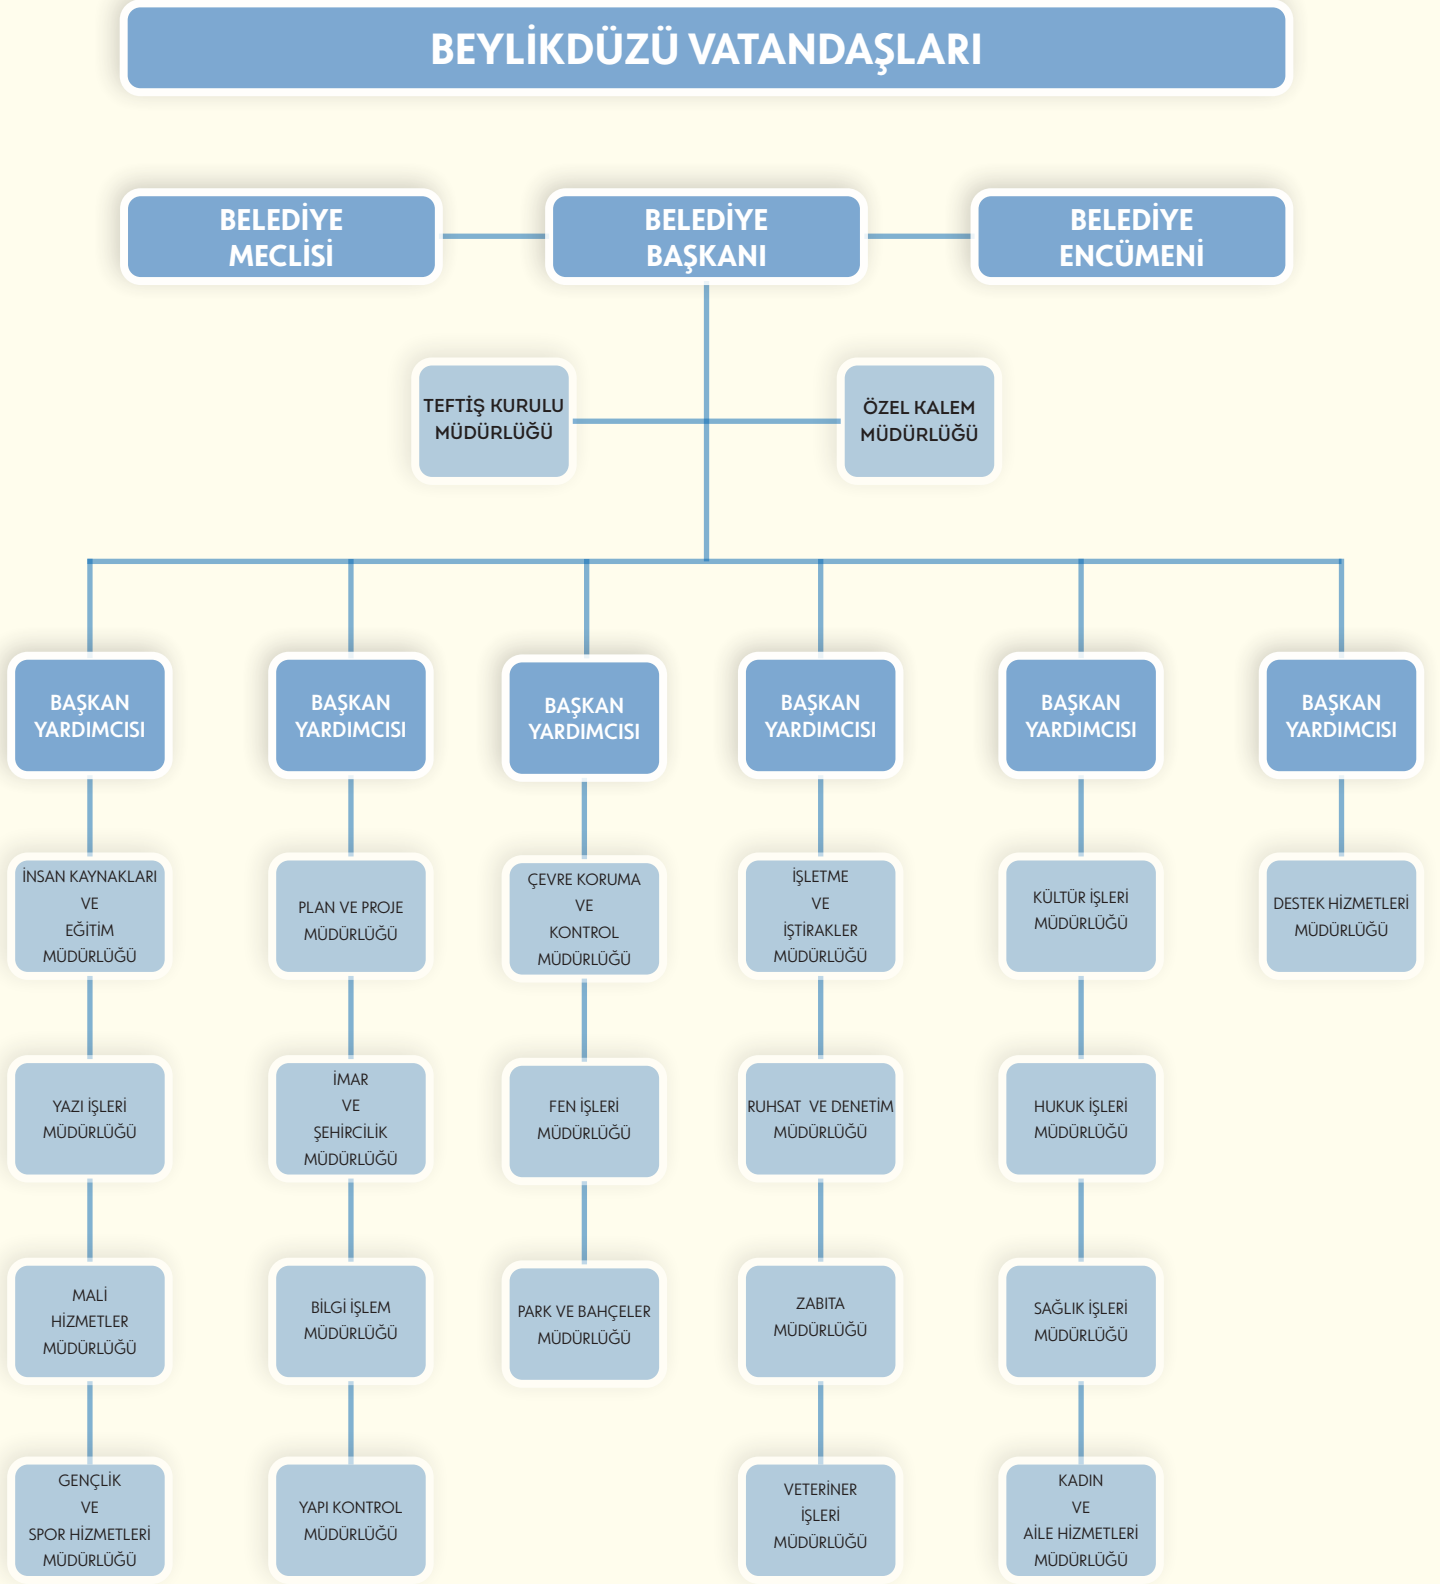 BEYLİKDÜZÜ VATANDAŞLARI
BELEDİYE
MECLİSİ
BELEDİYE
BAŞKANI
BELEDİYE
ENCÜMENİ
TEFTİŞ KURULU
MÜDÜRLÜĞÜ
ÖZEL KALEM
MÜDÜRLÜĞÜ
BAŞKAN
YARDIMCISI
BAŞKAN
YARDIMCISI
BAŞKAN
YARDIMCISI
BAŞKAN
YARDIMCISI
BAŞKAN
YARDIMCISI
BAŞKAN
YARDIMCISI
İNSAN KAYNAKLARI
VE
EĞİTİM
MÜDÜRLÜĞÜ
PLAN VE PROJE
MÜDÜRLÜĞÜ
ÇEVRE KORUMA
VE
KONTROL
MÜDÜRLÜĞÜ
İŞLETME
VE
İŞTİRAKLER
MÜDÜRLÜĞÜ
KÜLTÜR İŞLERİ
MÜDÜRLÜĞÜ
DESTEK HİZMETLERİ
MÜDÜRLÜĞÜ
YAZI İŞLERİ
MÜDÜRLÜĞÜ
İMAR
VE
ŞEHİRCİLİK
MÜDÜRLÜĞÜ
FEN İŞLERİ
MÜDÜRLÜĞÜ
RUHSAT VE DENETİM
MÜDÜRLÜĞÜ
HUKUK İŞLERİ
MÜDÜRLÜĞÜ
MALİ
HİZMETLER
MÜDÜRLÜĞÜ
BİLGİ İŞLEM
MÜDÜRLÜĞÜ
PARK VE BAHÇELER
MÜDÜRLÜĞÜ
ZABITA
MÜDÜRLÜĞÜ
SAĞLIK İŞLERİ
MÜDÜRLÜĞÜ
GENÇLİK
VE
SPOR HİZMETLERİ
MÜDÜRLÜĞÜ
YAPI KONTROL
MÜDÜRLÜĞÜ
VETERİNER
İŞLERİ
MÜDÜRLÜĞÜ
KADIN
VE
AİLE HİZMETLERİ
MÜDÜRLÜĞÜ